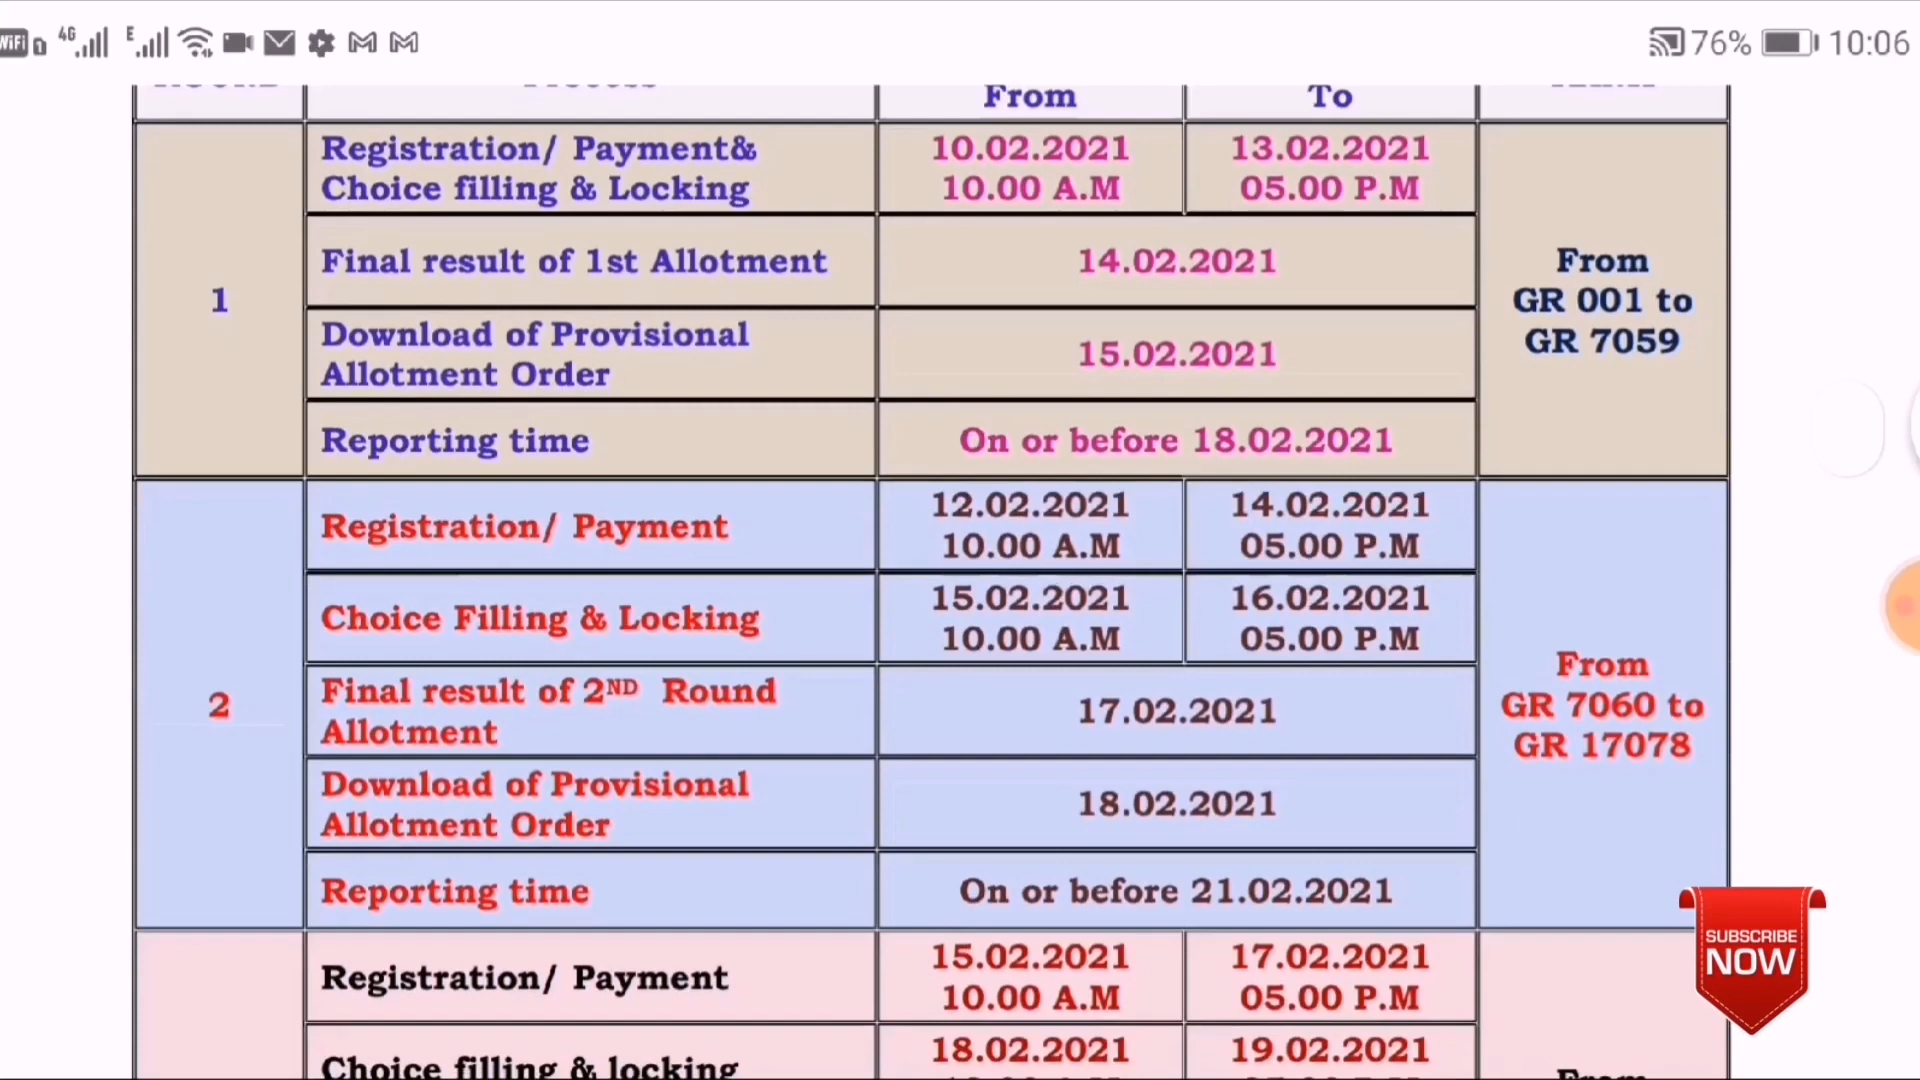 WiFi 1 4G E 76% 10:06
From To
1
Registration/ Payment&
Choice filling & Locking
10.02.2021
10.00 A.M
13.02.2021
05.00 P.M
Final result of 1st Allotment
14.02.2021
Download of Provisional
Allotment Order
15.02.2021
Reporting time
On or before 18.02.2021
From
GR 001 to
GR 7059
2
Registration/ Payment
12.02.2021
10.00 A.M
14.02.2021
05.00 P.M
Choice Filling & Locking
15.02.2021
10.00 A.M
16.02.2021
05.00 P.M
Final result of 2ND Round
Allotment
17.02.2021
Download of Provisional
Allotment Order
18.02.2021
Reporting time
On or before 21.02.2021
From
GR 7060 to
GR 17078
Registration/ Payment
15.02.2021
10.00 A.M
17.02.2021
05.00 P.M
Choice filling & locking
18.02.2021
19.02.2021
From
SUBSCRIBE
NOW